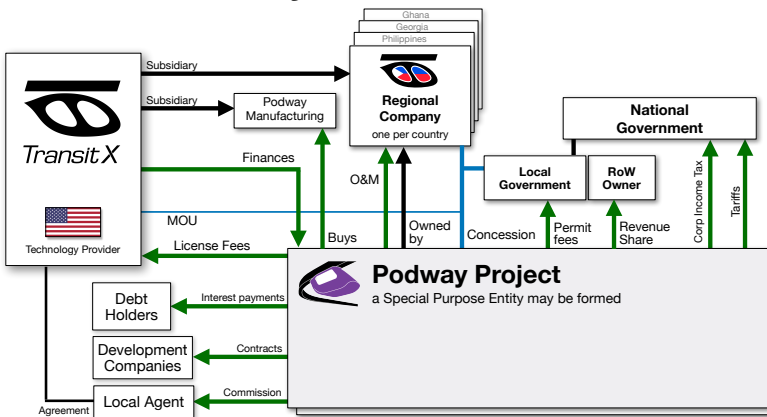 Ghana
Georgia
Philippines
Subsidiary
Regional
Company
one per country
Subsidiary
Podway
Manufacturing
National
Government
Transit X
Finances
O&M
Local
Government
RoW
Owner
Corp Income Tax
Tariffs
MOU
Technology Provider
License Fees
Buys
Owned
by
Concession
Permit
fees
Revenue
Share
Podway Project
a Special Purpose Entity may be formed
Debt
Holders
Interest payments
Development
Companies
Contracts
Local Agent
Commission
Agreement